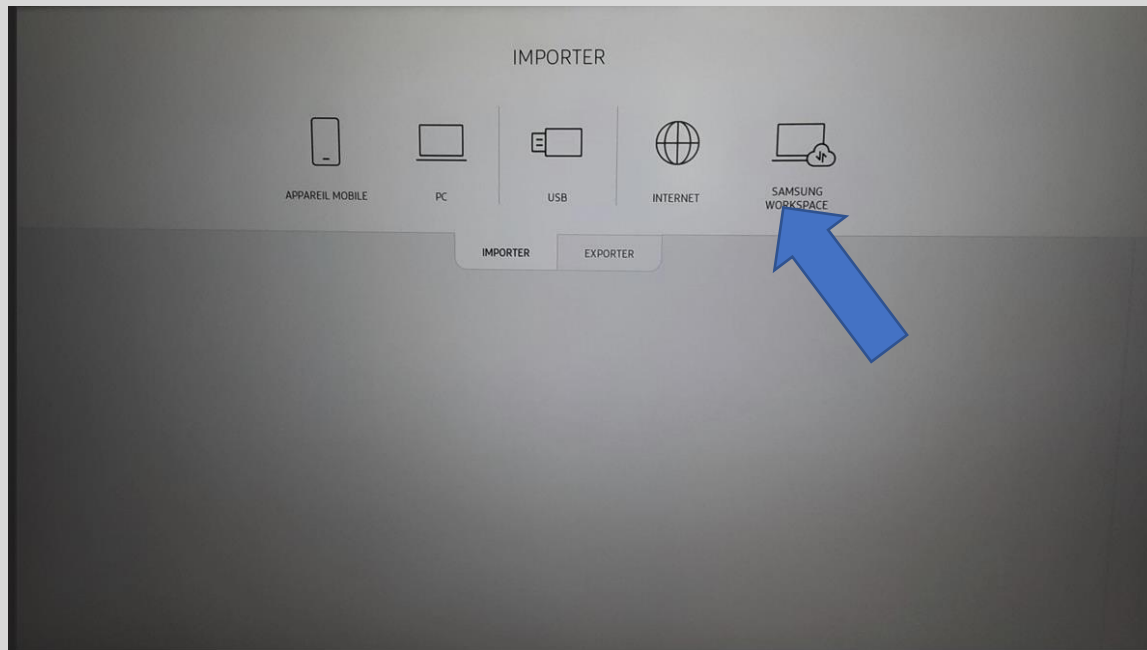 IMPORTER
APPAREIL MOBILE
PC
USB
INTERNET
SAMSUNG
WORKSPACE
IMPORTER
EXPORTER